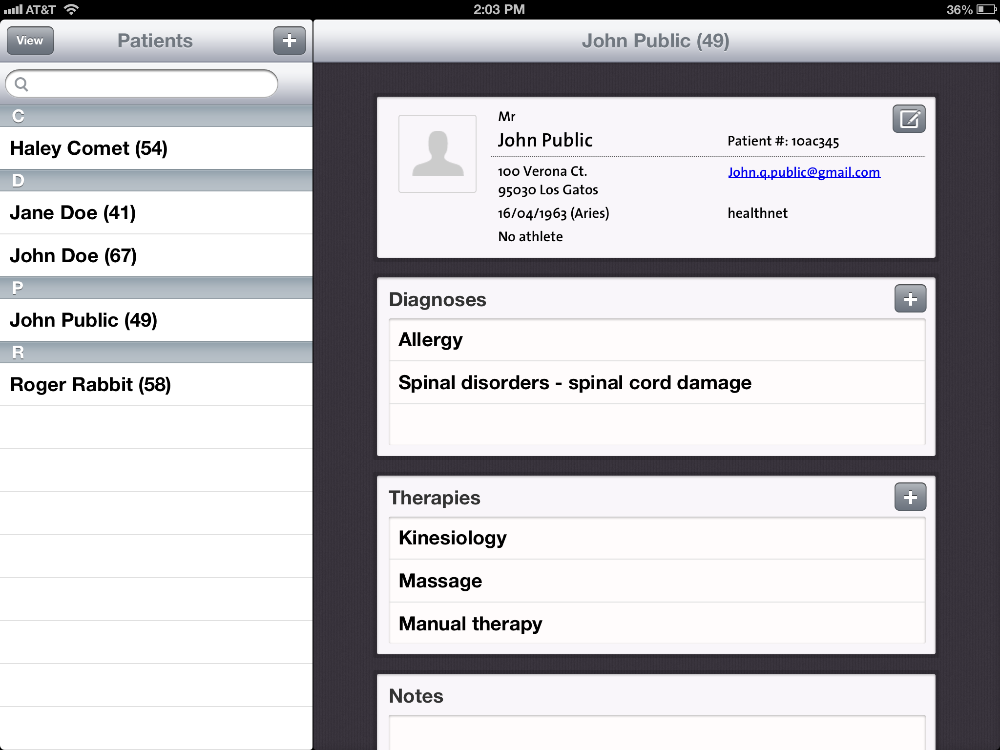 AT&T
2:03 PM
36%
View
Patients
C
Haley Comet (54)
D
Jane Doe (41)
John Doe (67)
P
John Public (49)
R
Roger Rabbit (58)
John Public (49)
Mr
John Public
Patient #: 10ac345
100 Verona Ct.
John.q.public@gmail.com
95030 Los Gatos
16/04/1963 (Aries)
healthnet
No athlete
Diagnoses
Allergy
Spinal disorders - spinal cord damage
Therapies
Kinesiology
Massage
Manual therapy
Notes